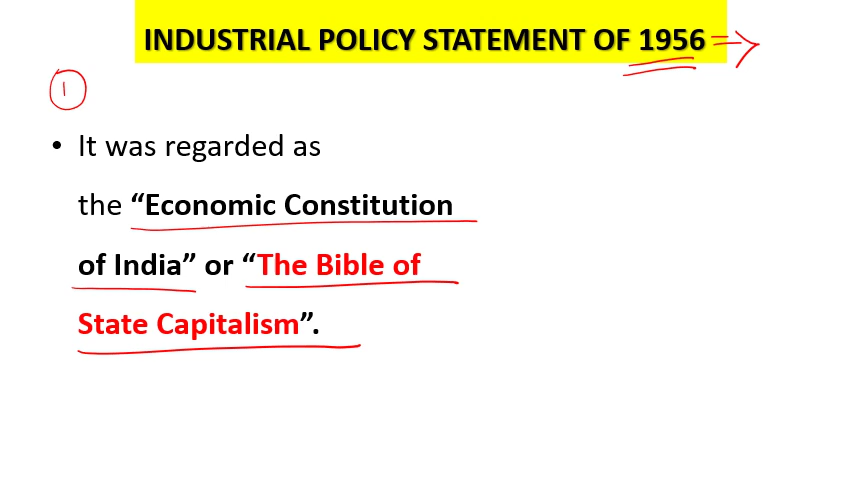 INDUSTRIAL POLICY STATEMENT OF 1956
1
• It was regarded as
the “Economic Constitution
of India” or “The Bible of
State Capitalism”.